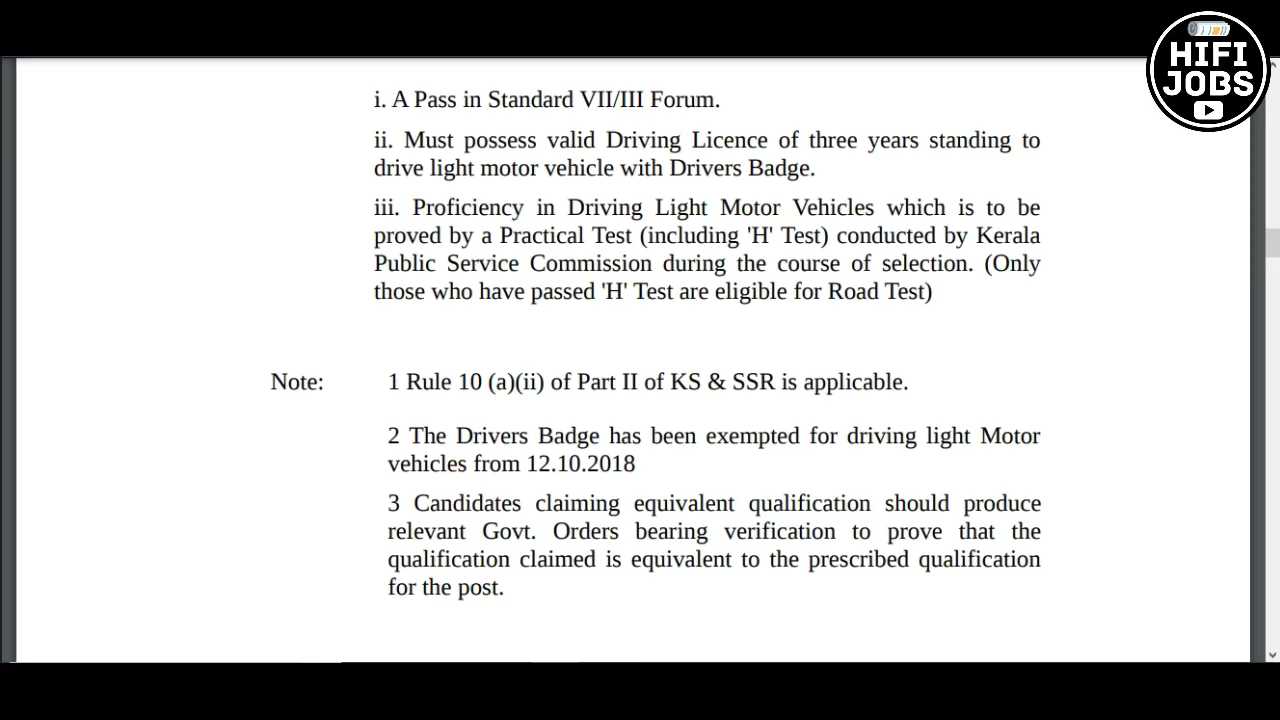 HIFI
JOBS
i. A Pass in Standard VII/III Forum.
ii. Must possess valid Driving Licence of three years standing to
drive light motor vehicle with Drivers Badge.
iii. Proficiency in Driving Light Motor Vehicles which is to be
proved by a Practical Test (including 'H' Test) conducted by Kerala
Public Service Commission during the course of selection. (Only
those who have passed 'H' Test are eligible for Road Test)
Note: 1 Rule 10 (a)(ii) of Part II of KS & SSR is applicable.
2 The Drivers Badge has been exempted for driving light Motor
vehicles from 12.10.2018
3 Candidates claiming equivalent qualification should produce
relevant Govt. Orders bearing verification to prove that the
qualification claimed is equivalent to the prescribed qualification
for the post.